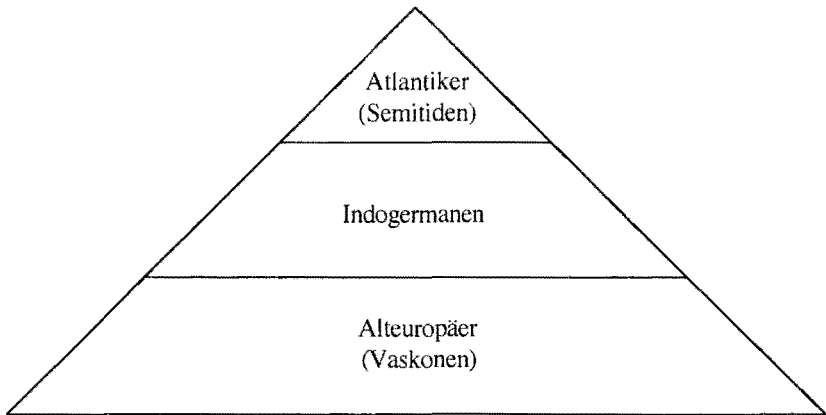 Atlantiker
(Semitiden)
Indogermanen
Alteuropäer
(Vaskonen)